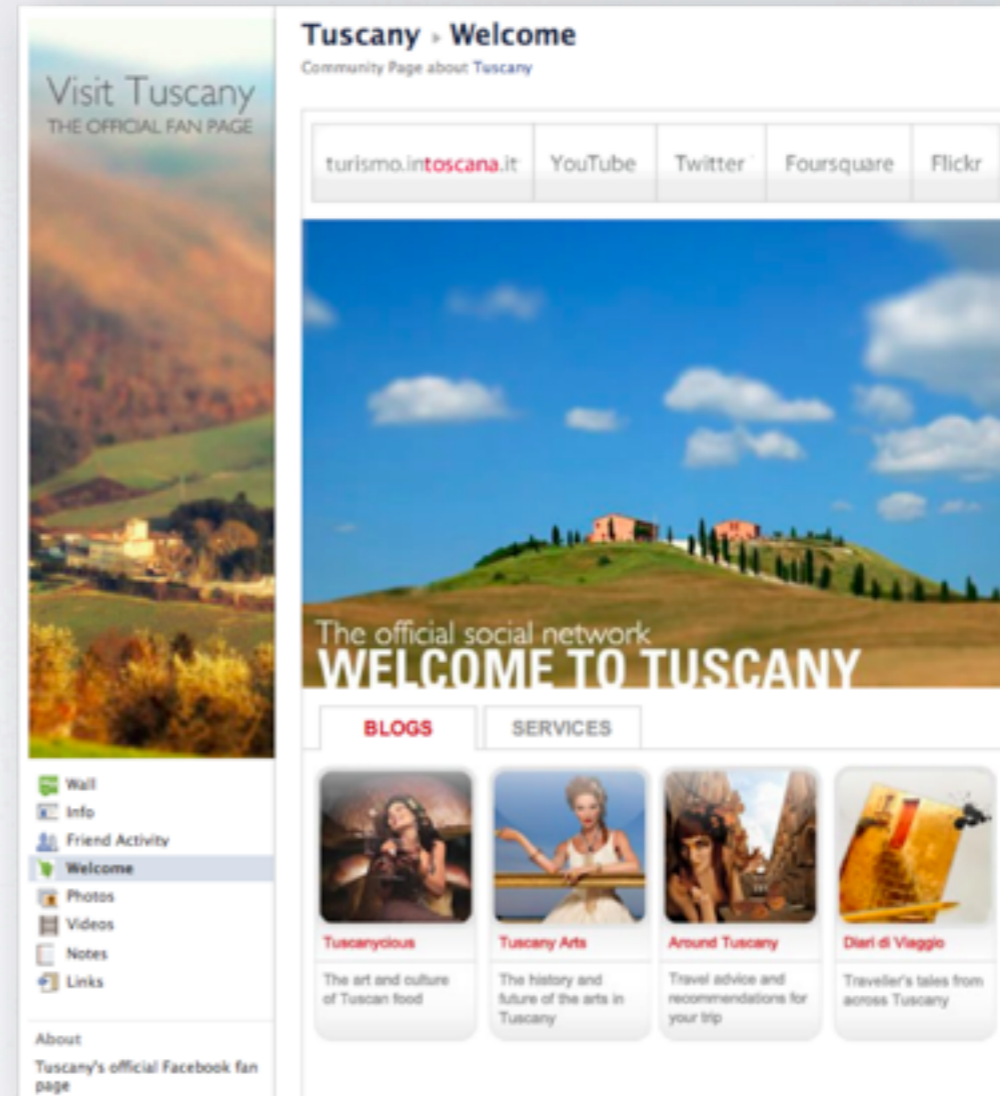 Visit Tuscany
THE OFFICIAL FAN PAGE
Wall
Info
Friend Activity
Welcome
Photos
Videos
Notes
Links
About
Tuscany's official Facebook fan
page
Tuscany ▸ Welcome
Community Page about Tuscany
turismo.intoscana.it
YouTube
Twitter
Foursquare
Flickr
The official social network
WELCOME TO TUSCANY
BLOGS
SERVICES
Tuscanycious
The art and culture
of Tuscan food
Tuscany Arts
The history and
future of the arts in
Tuscany
Around Tuscany
Travel advice and
recommendations for
your trip
Diari di Viaggio
Traveller's tales from
across Tuscany